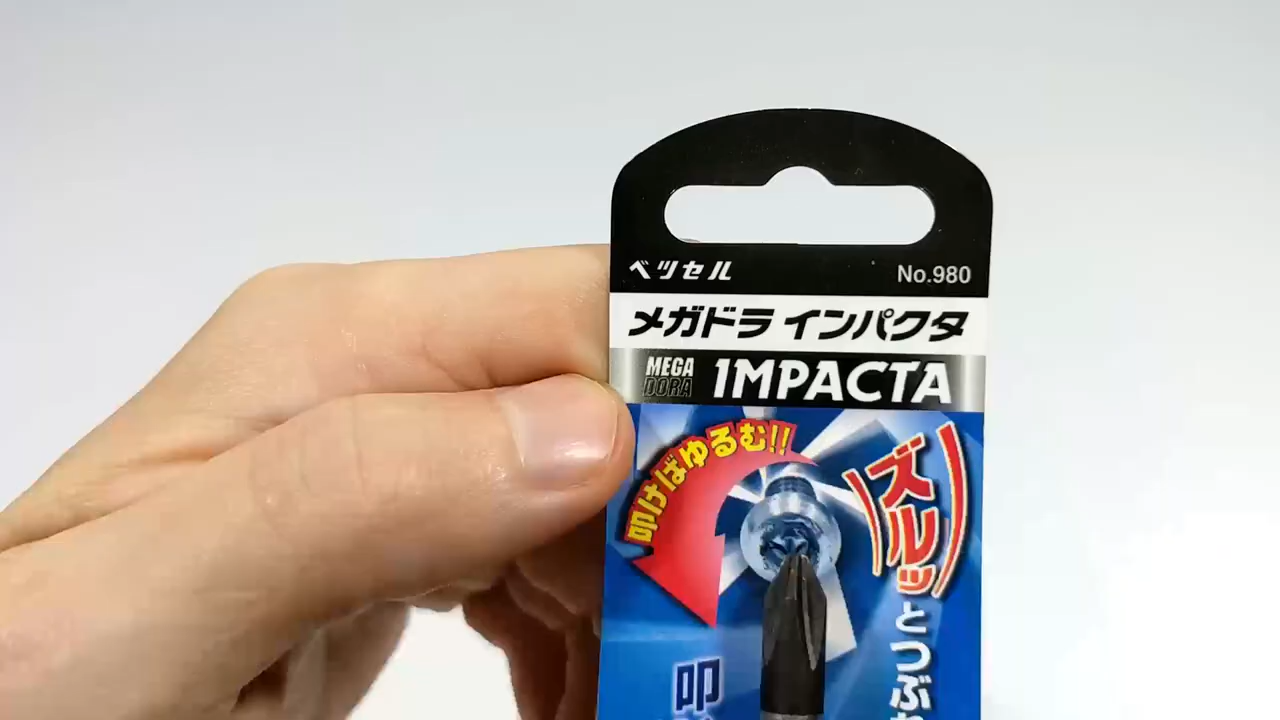 ベッセル
No.980
メガドラ インパクタ
MEGA
DORA
IMPACTA
叩けばゆるむ!!
ズルッ
とつぶ
叩